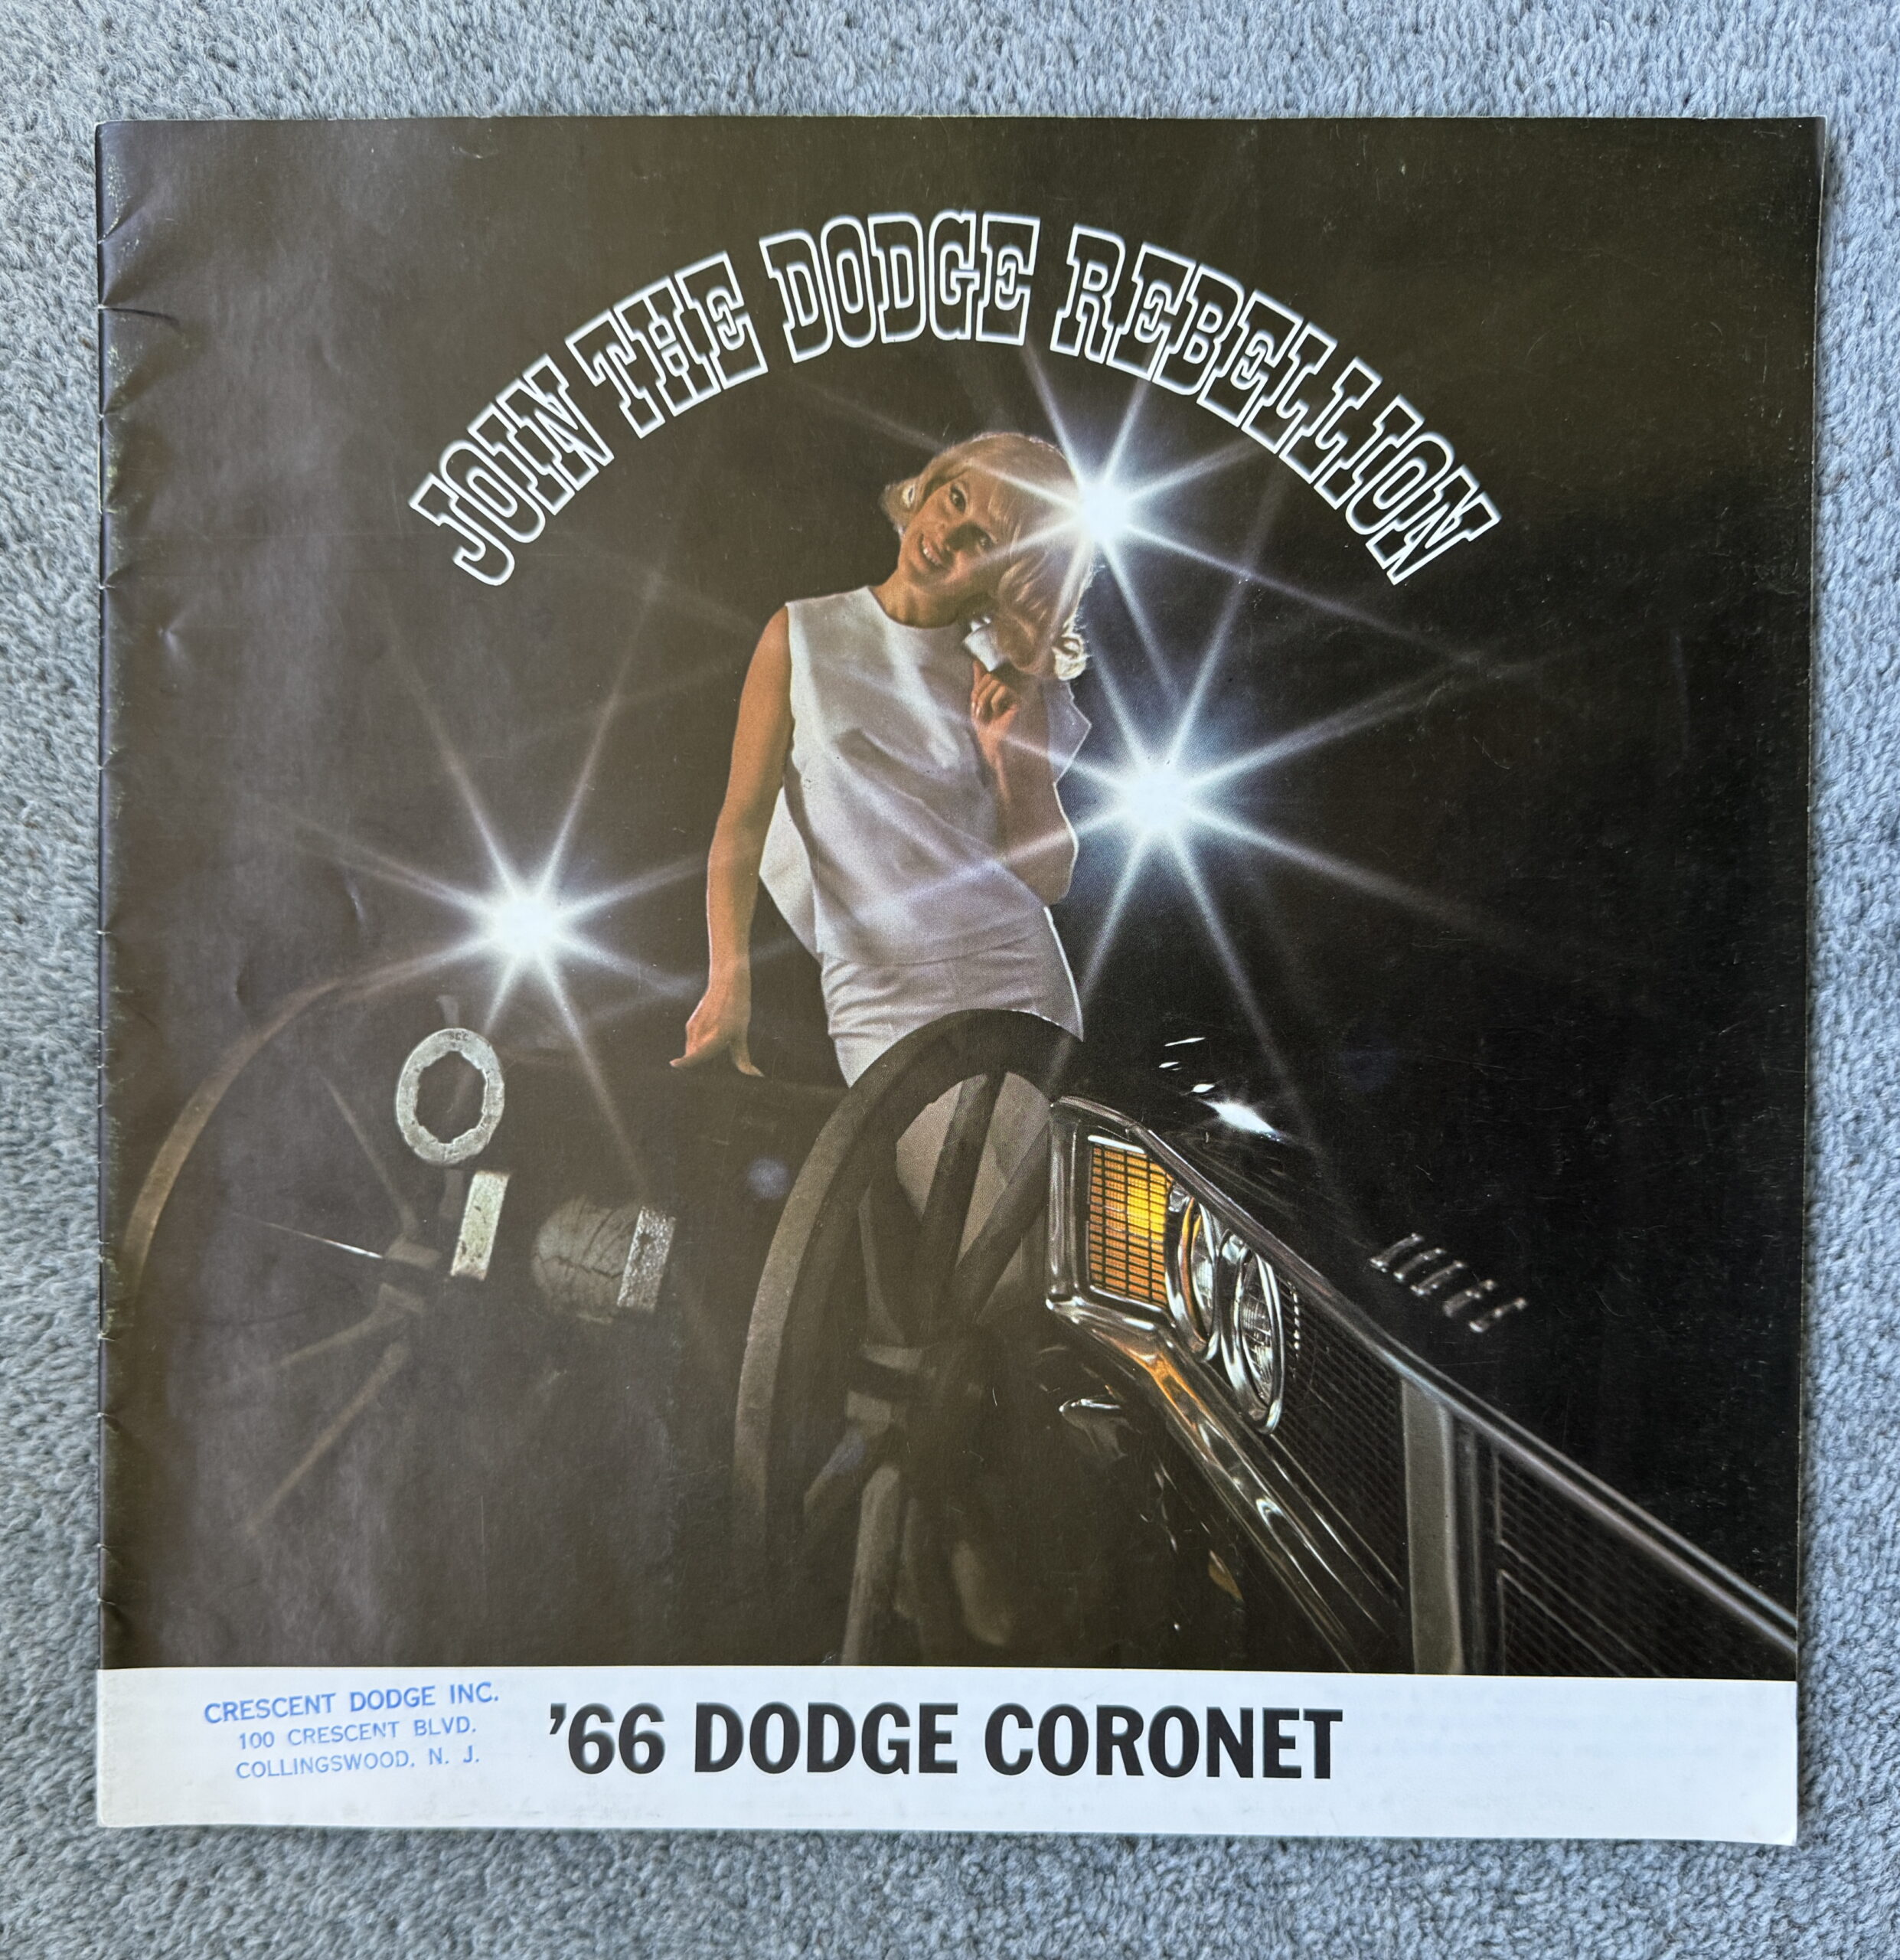 JOIN THE DODGE REBELLION
CRESCENT DODGE INC.
100 CRESCENT BLVD.
COLLINGSWOOD, N. J.
'66 DODGE CORONET